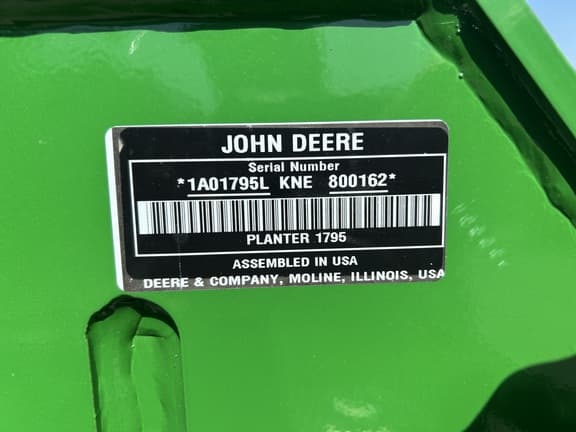 JOHN DEERE
Serial Number
*1A01795L KNE 800162*
PLANTER 1795
ASSEMBLED IN USA
DEERE & COMPANY, MOLINE, ILLINOIS, USA